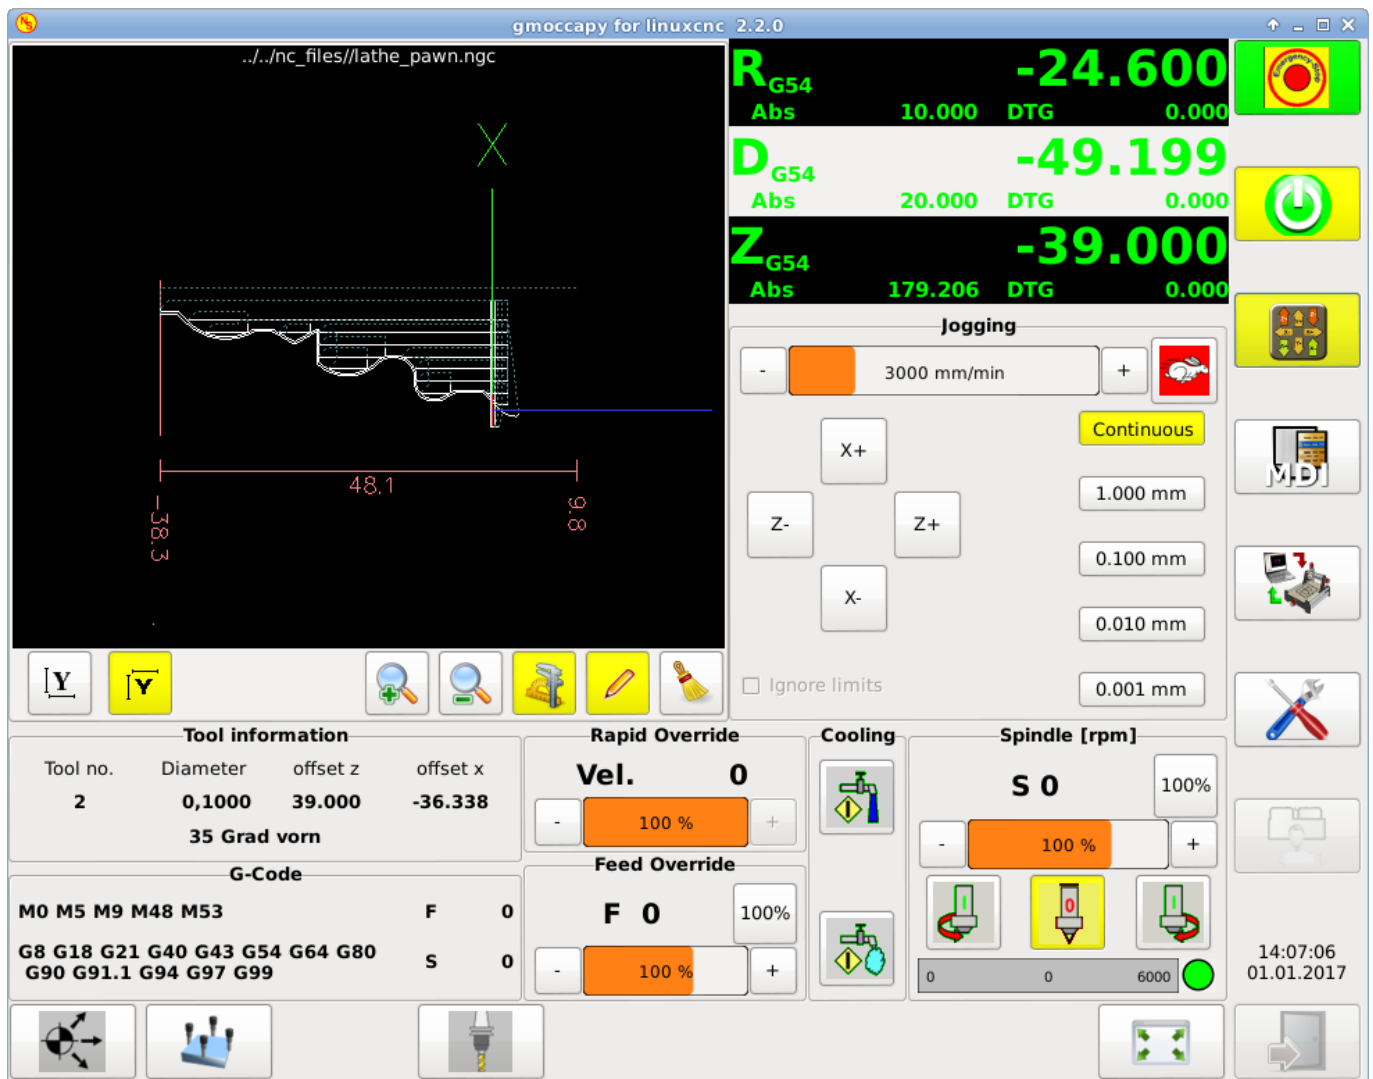 gmoccapy for linuxcnc 2.2.0
../../nc_files//lathe_pawn.ngc
X
48.1
-38.3
9.8
Y
Y
R G54 -24.600
Abs 10.000 DTG 0.000
D G54 -49.199
Abs 20.000 DTG 0.000
Z G54 -39.000
Abs 179.206 DTG 0.000
Emergency-Stop
Jogging
- 3000 mm/min +
Continuous
X+
1.000 mm
Z- Z+
0.100 mm
X-
0.010 mm
Ignore limits
0.001 mm
MDI
Tool information
Tool no. Diameter offset z offset x
2 0,1000 39.000 -36.338
35 Grad vorn
G-Code
M0 M5 M9 M48 M53 F 0
G8 G18 G21 G40 G43 G54 G64 G80
G90 G91.1 G94 G97 G99
S 0
Rapid Override
Vel. 0
- 100 % +
Feed Override
F 0 100%
- 100 % +
Cooling
I
I
Spindle [rpm]
S 0 100%
- 100 % +
I 0 I
0 0 6000
14:07:06
01.01.2017